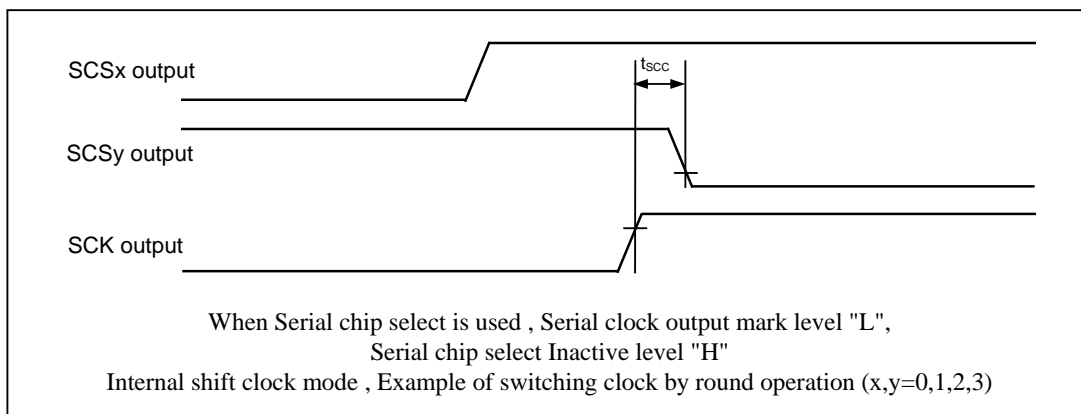 SCSx output
tSCC
SCSy output
SCK output
When Serial chip select is used , Serial clock output mark level "L",
Serial chip select Inactive level "H"
Internal shift clock mode , Example of switching clock by round operation (x,y=0,1,2,3)